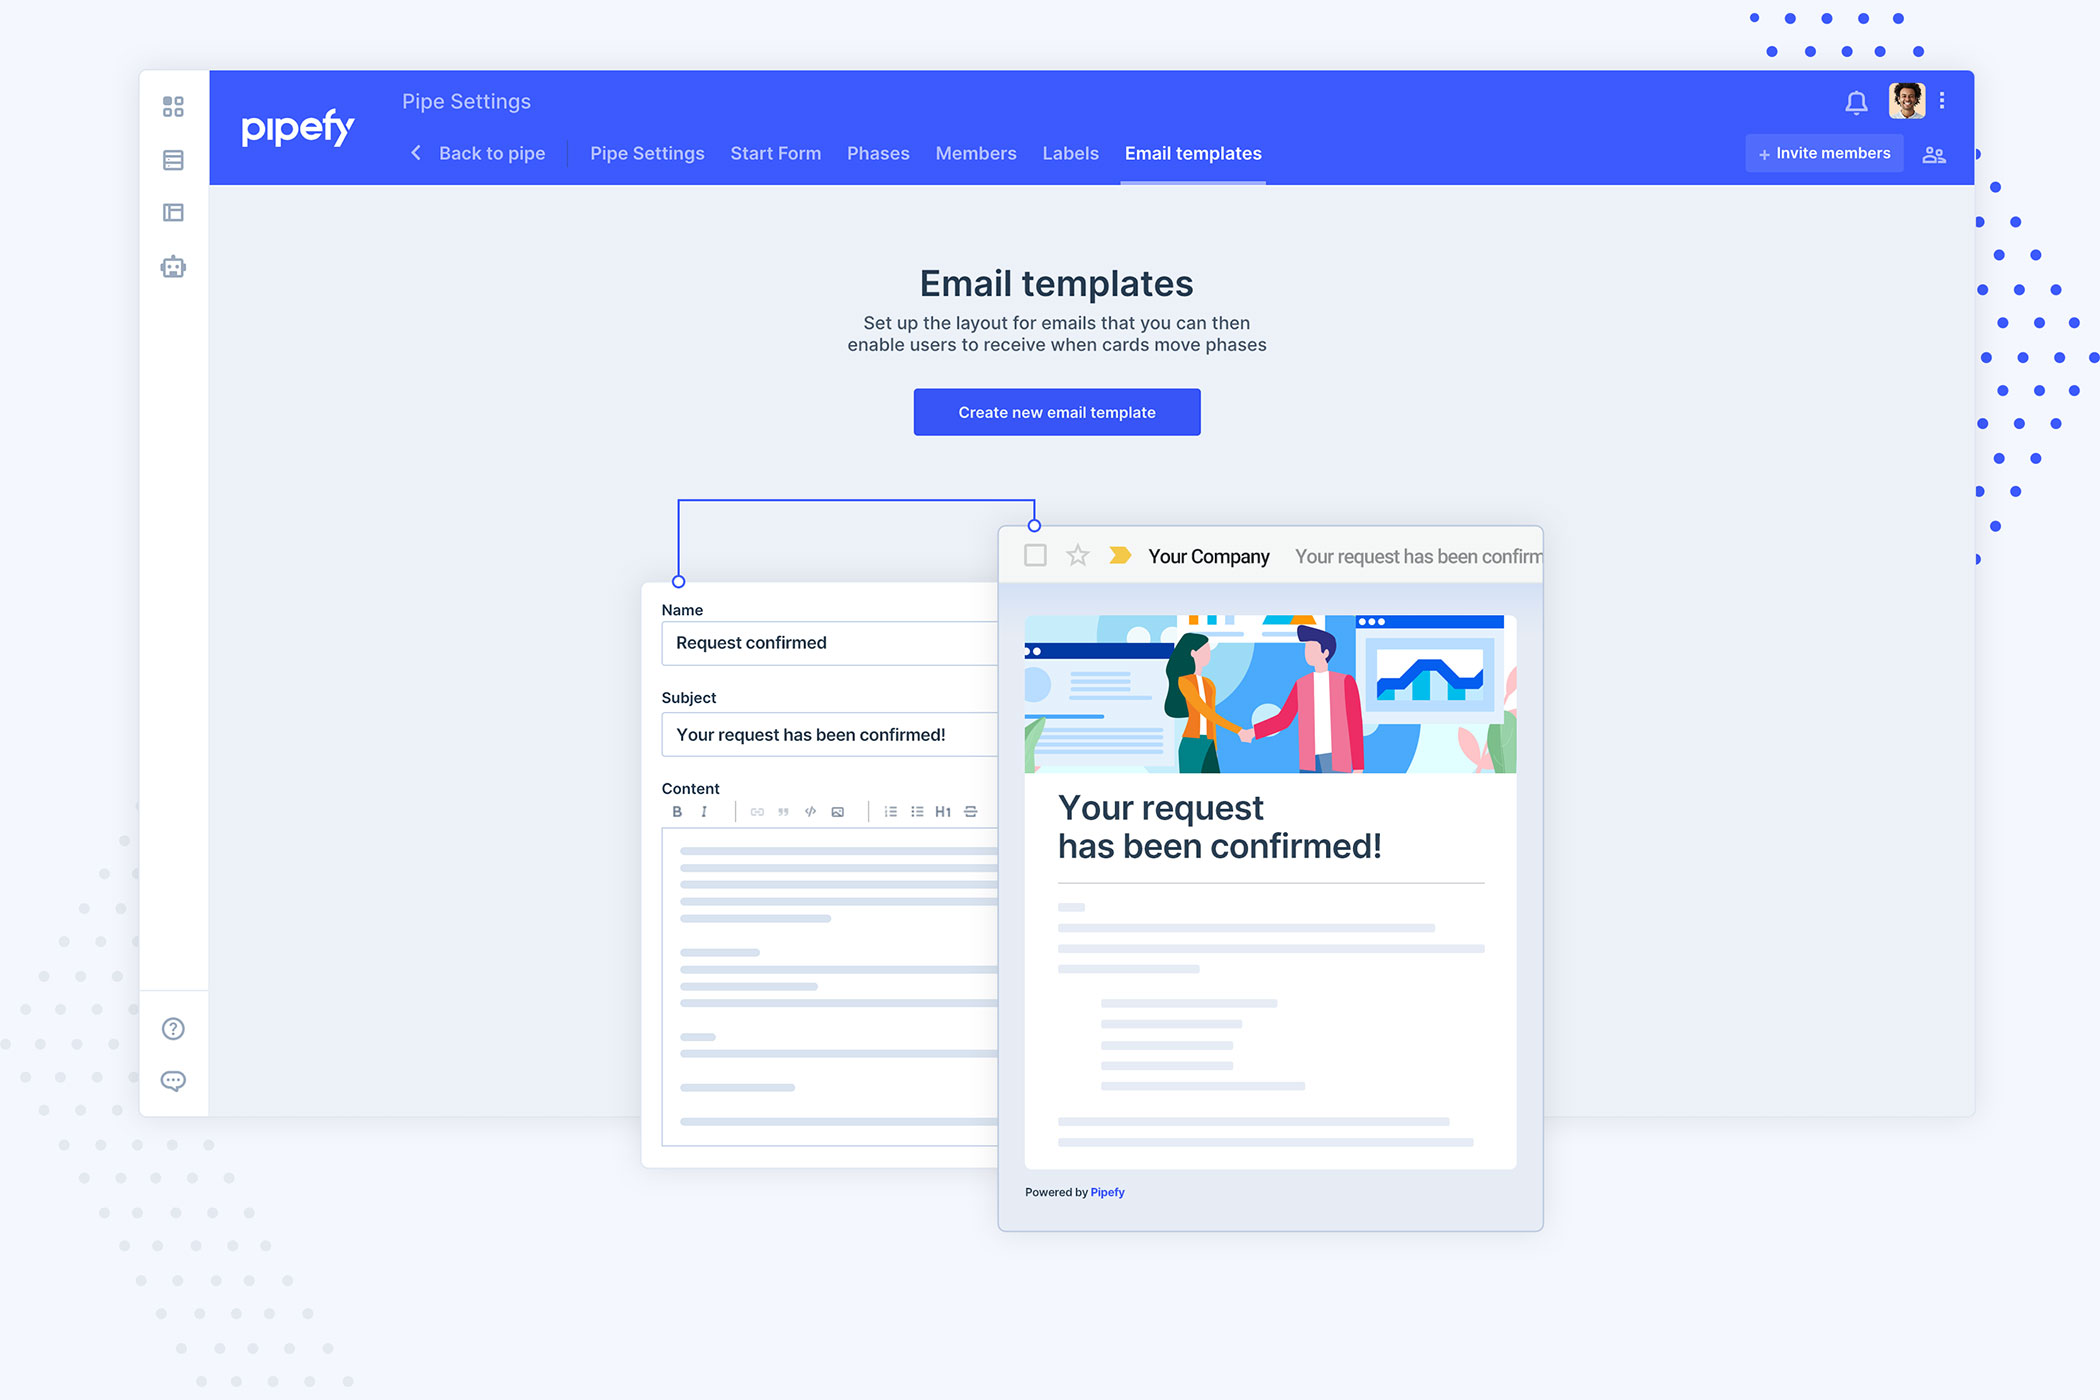 pipefy
Pipe Settings
Back to pipe
Pipe Settings
Start Form
Phases
Members
Labels
Email templates
+ Invite members
Email templates
Set up the layout for emails that you can then
enable users to receive when cards move phases
Create new email template
Name
Request confirmed
Subject
Your request has been confirmed!
Content
B I H1
Your Company Your request has been confirm
Your request
has been confirmed!
Powered by Pipefy